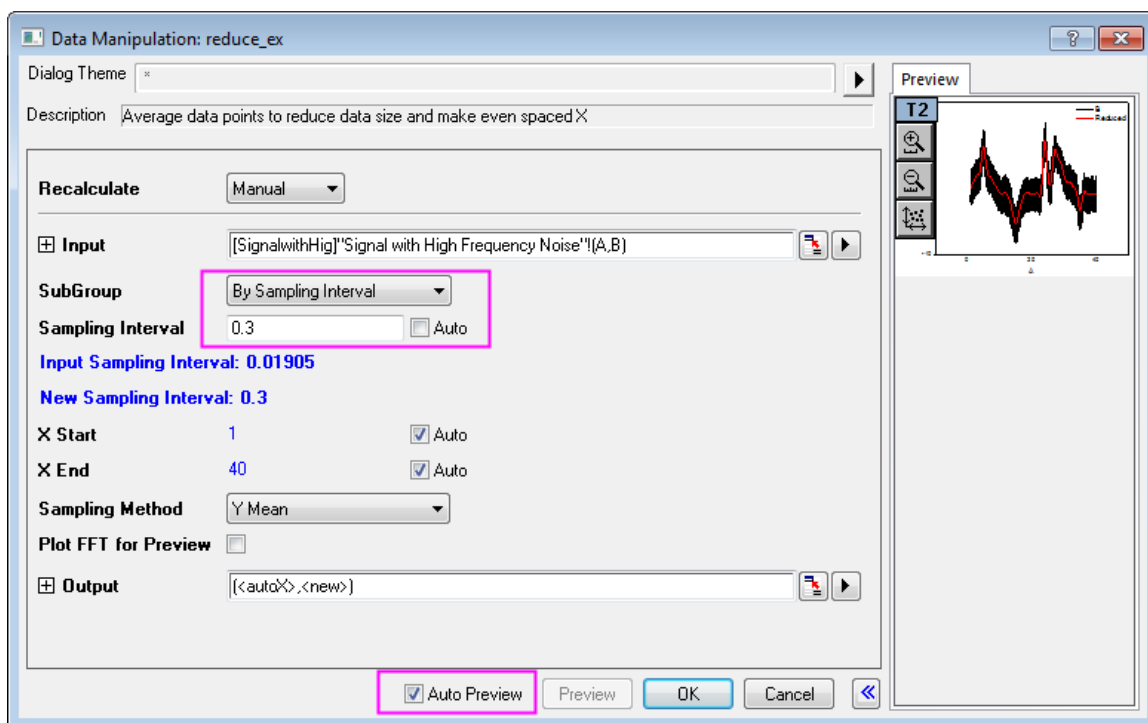 Data Manipulation: reduce_ex
Dialog Theme *
Description Average data points to reduce data size and make even spaced X
Recalculate Manual
Input [SignalwithHig]"Signal with High Frequency Noise"!(A,B)
SubGroup By Sampling Interval
Sampling Interval 0.3 Auto
Input Sampling Interval: 0.01905
New Sampling Interval: 0.3
X Start 1 Auto
X End 40 Auto
Sampling Method Y Mean
Plot FFT for Preview
Output (<autoX>,<new>)
Auto Preview Preview OK Cancel
Preview
T2
B
Reduced
0 20 40
A